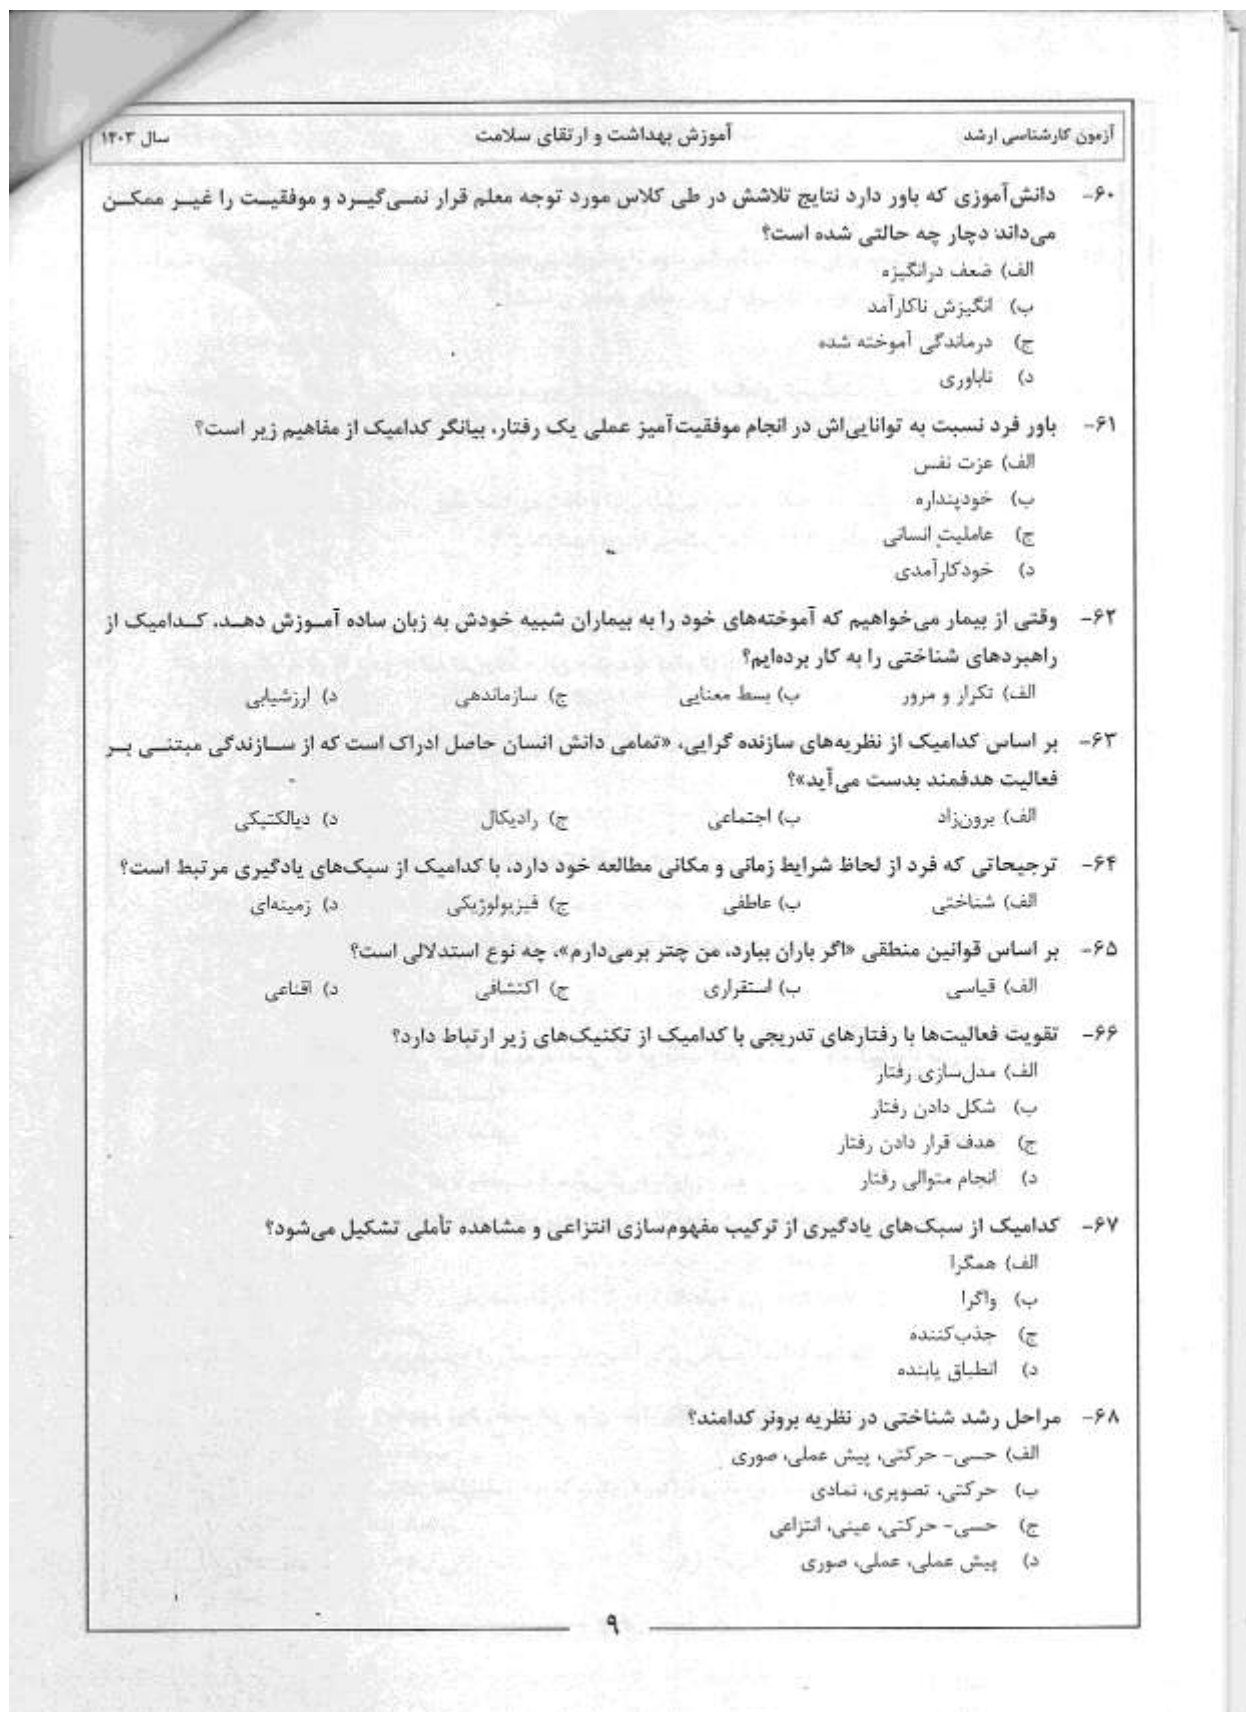 آزمون کارشناسی ارشد آموزش بهداشت و ارتقای سلامت سال ۱۴۰۳
۶۰- دانش‌آموزی که باور دارد نتایج تلاشش در طی کلاس مورد توجه معلم قرار نمی‌گیرد و موفقیت را غیر ممکن
می‌داند دچار چه حالتی شده است؟
الف) ضعف درانگیزه
ب) انگیزش ناکارآمد
ج) درماندگی آموخته شده
د) ناباوری
۶۱- باور فرد نسبت به توانایی‌اش در انجام موفقیت‌آمیز عملی یک رفتار، بیانگر کدامیک از مفاهیم زیر است؟
الف) عزت نفس
ب) خودپنداره
ج) عاملیت انسانی
د) خودکارآمدی
۶۲- وقتی از بیمار می‌خواهیم که آموخته‌های خود را به بیماران شبیه خودش به زبان ساده آموزش دهد، کدامیک از
راهبردهای شناختی را به کار برده‌ایم؟
الف) تکرار و مرور ب) بسط معنایی ج) سازماندهی د) ارزشیابی
۶۳- بر اساس کدامیک از نظریه‌های سازنده گرایی، «تمامی دانش انسان حاصل ادراک است که از سازندگی مبتنی بر
فعالیت هدفمند بدست می‌آید»؟
الف) برون‌زاد ب) اجتماعی ج) رادیکال د) دیالکتیکی
۶۴- ترجیحاتی که فرد از لحاظ شرایط زمانی و مکانی مطالعه خود دارد، با کدامیک از سبک‌های یادگیری مرتبط است؟
الف) شناختی ب) عاطفی ج) فیزیولوژیکی د) زمینه‌ای
۶۵- بر اساس قوانین منطقی «اگر باران ببارد، من چتر برمی‌دارم»، چه نوع استدلالی است؟
الف) قیاسی ب) استقراری ج) اکتشافی د) اقناعی
۶۶- تقویت فعالیت‌ها با رفتارهای تدریجی با کدامیک از تکنیک‌های زیر ارتباط دارد؟
الف) مدل‌سازی رفتار
ب) شکل دادن رفتار
ج) هدف قرار دادن رفتار
د) انجام متوالی رفتار
۶۷- کدامیک از سبک‌های یادگیری از ترکیب مفهوم‌سازی انتزاعی و مشاهده تأملی تشکیل می‌شود؟
الف) همگرا
ب) واگرا
ج) جذب‌کننده
د) انطباق یابنده
۶۸- مراحل رشد شناختی در نظریه برونر کدامند؟
الف) حسی- حرکتی، پیش عملی، صوری
ب) حرکتی، تصویری، نمادی
ج) حسی- حرکتی، عینی، انتزاعی
د) پیش عملی، عملی، صوری
۹